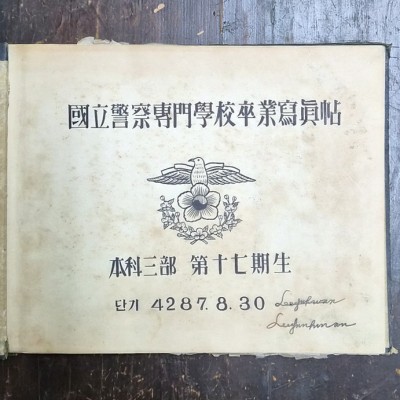 國立警察專門學校卒業寫眞帖
本科三部 第十七期生
단기 4287.8.30